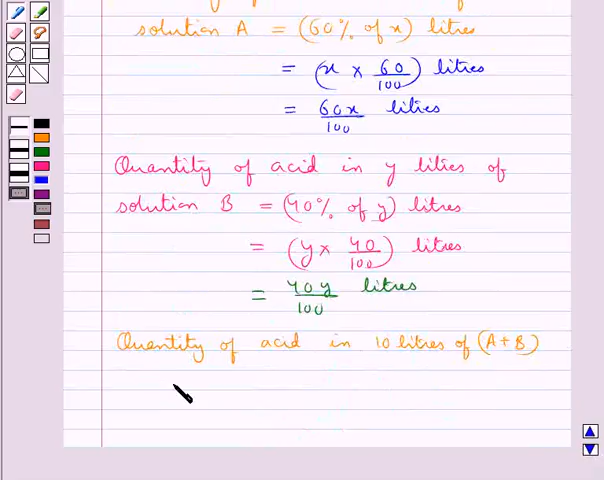 solution A = (60% of x) litres
= (x × 60/100) litres
= 60x/100 litres
Quantity of acid in y litres of
solution B = (40% of y) litres
= (y × 40/100) litres
= 40y/100 litres
Quantity of acid in 10 litres of (A+B)